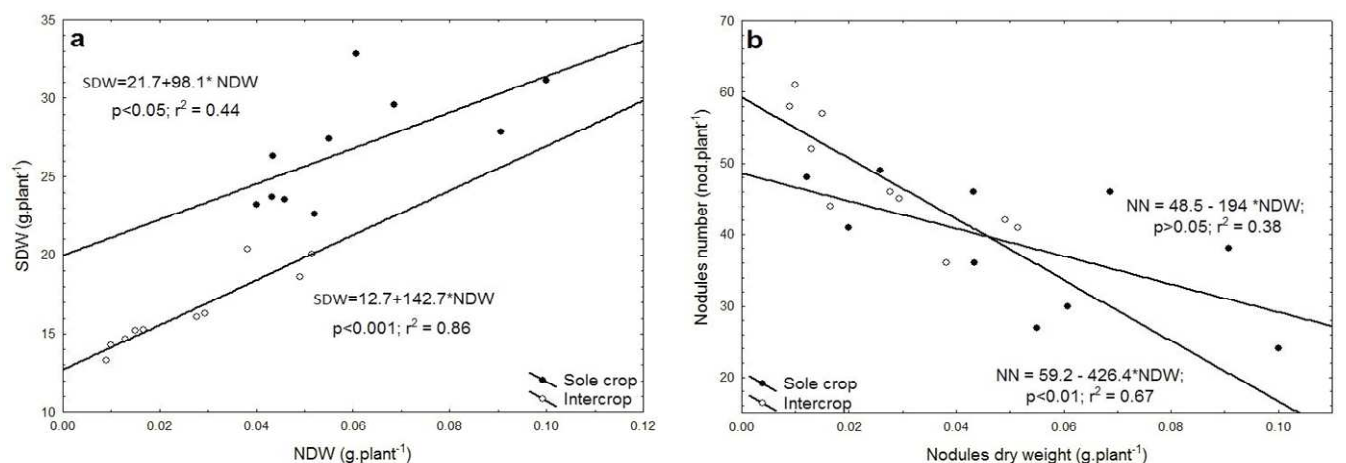 a
35
30
25
20
15
10
SDW (g.plant-1)
SDW=21.7+98.1* NDW
p<0.05; r2 = 0.44
SDW=12.7+142.7*NDW
p<0.001; r2 = 0.86
Sole crop
Intercrop
0.00 0.02 0.04 0.06 0.08 0.10 0.12
NDW (g.plant-1)
b
70
60
50
40
30
20
Nodules number (nod.plant-1)
NN = 48.5 - 194 *NDW;
p>0.05; r2 = 0.38
NN = 59.2 - 426.4*NDW;
p<0.01; r2 = 0.67
Sole crop
Intercrop
0.00 0.02 0.04 0.06 0.08 0.10
Nodules dry weight (g.plant-1)